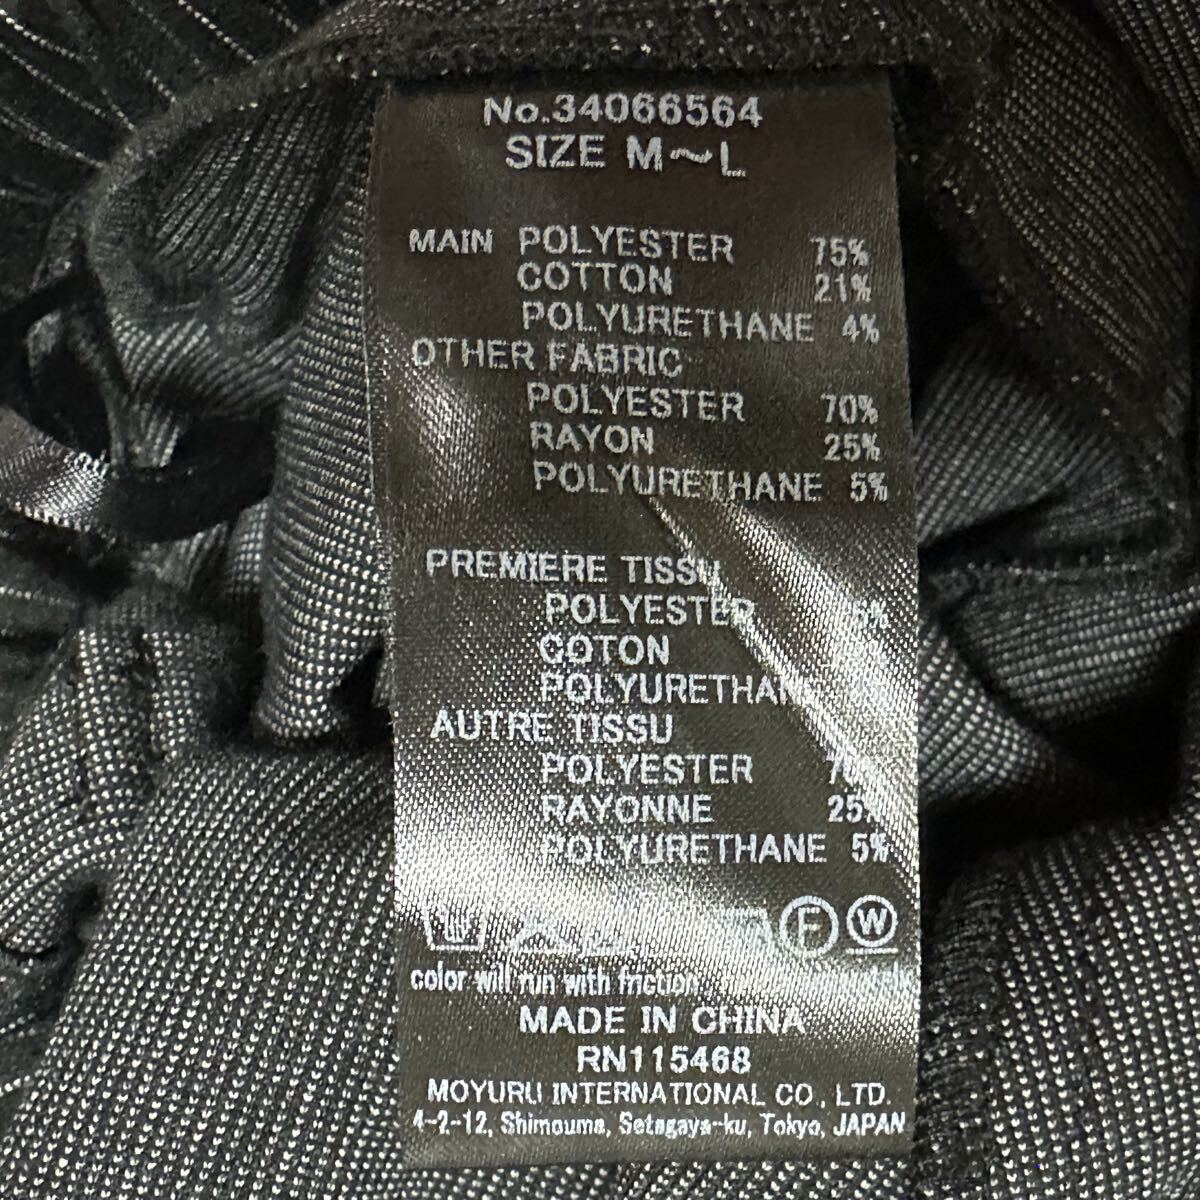 No.34066564
SIZE M～L
MAIN POLYESTER 75%
COTTON 21%
POLYURETHANE 4%
OTHER FABRIC
POLYESTER 70%
RAYON 25%
POLYURETHANE 5%
PREMIERE TISSU
POLYESTER
COTON
POLYURETHANE
AUTRE TISSU
POLYESTER 70%
RAYONNE 25%
POLYURETHANE 5%
F W
color will run with friction
MADE IN CHINA
RN115468
MOYURU INTERNATIONAL CO., LTD.
4-2-12, Shimouma, Setagaya-ku, Tokyo, JAPAN